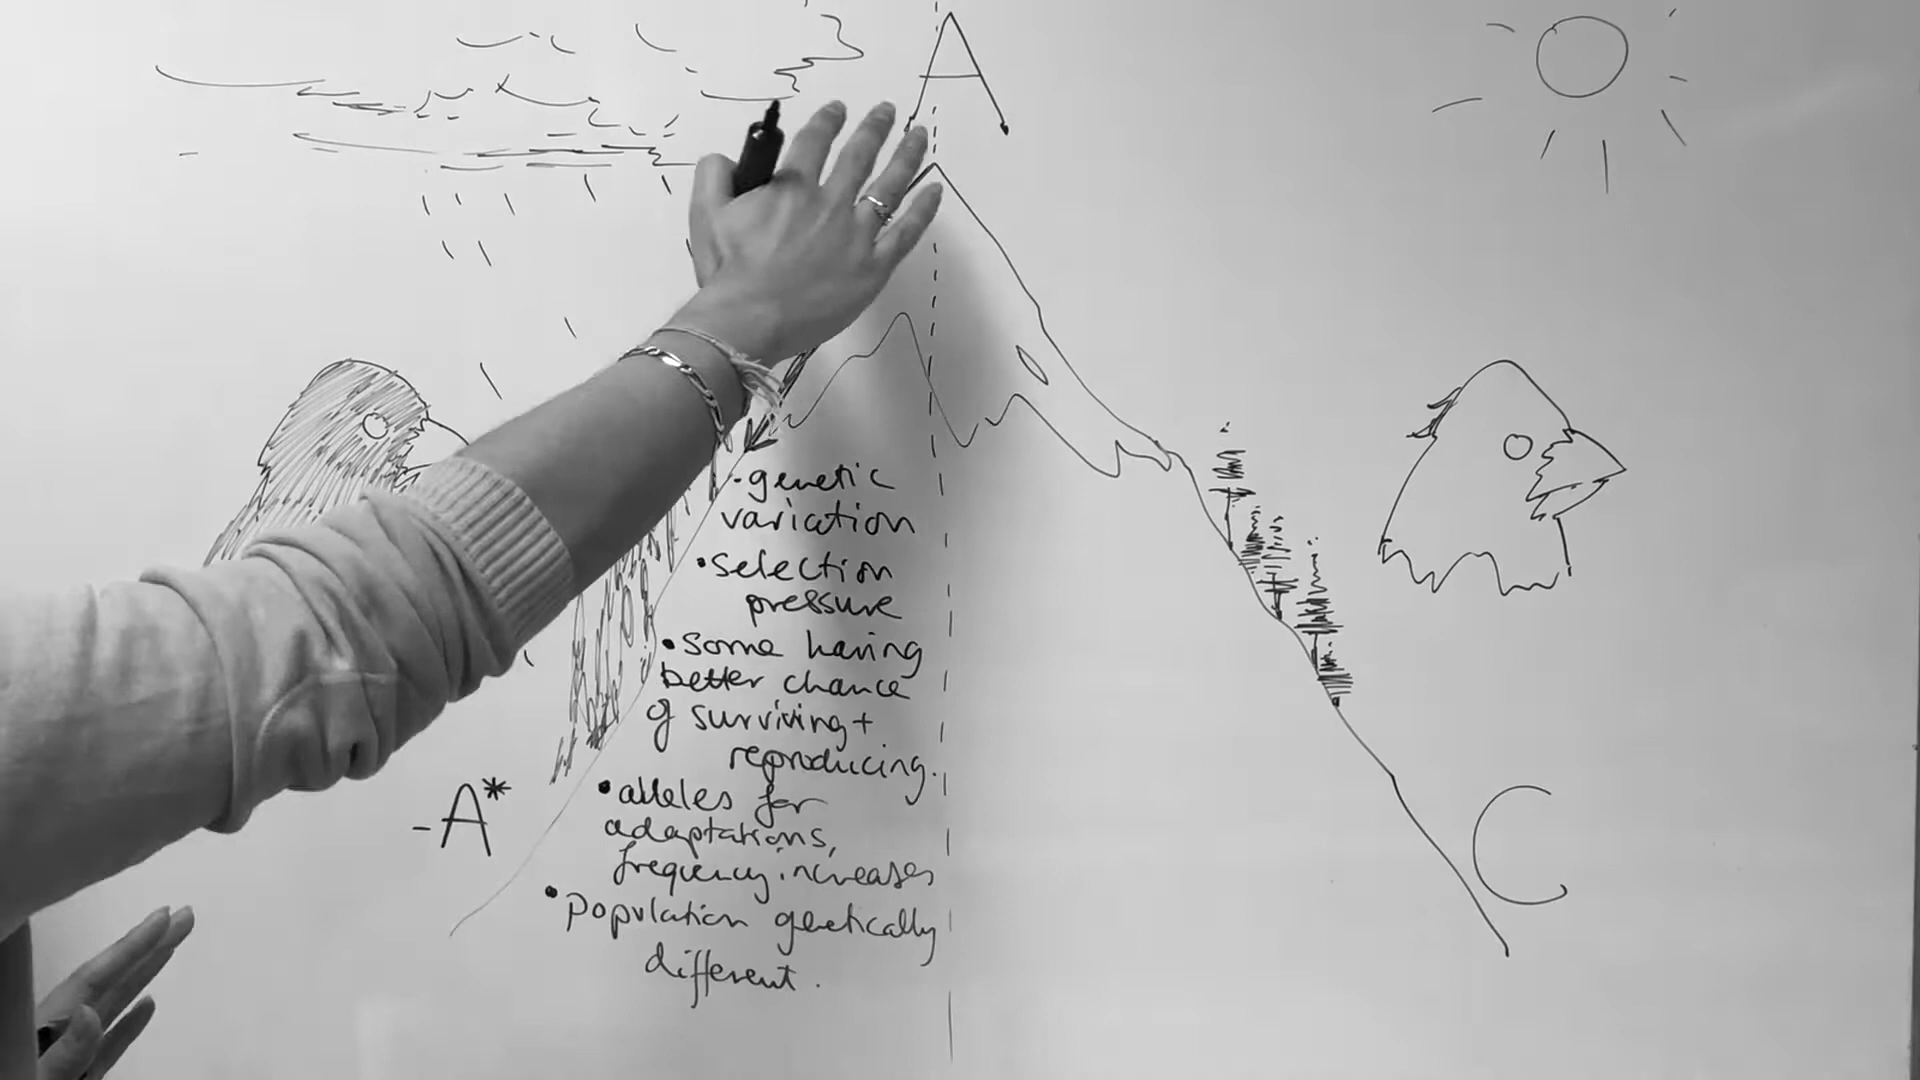 A
• genetic
variation
• selection
pressure
• some having
better chance
of surviving +
reproducing.
-A*
• alleles for
adaptations,
frequency increases
C
• Population genetically
different.